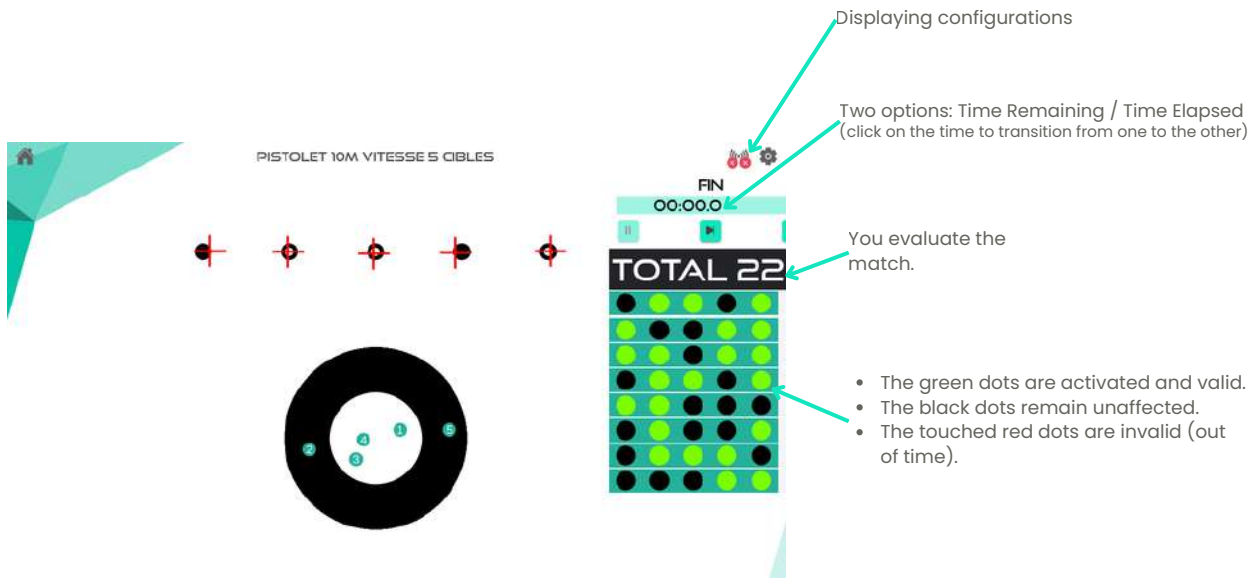 Displaying configurations
Two options: Time Remaining / Time Elapsed
(click on the time to transition from one to the other)
PISTOLET 10M VITESSE 5 CIBLES
FIN
00:00.0
TOTAL 22
You evaluate the
match.
• The green dots are activated and valid.
• The black dots remain unaffected.
• The touched red dots are invalid (out
of time).
1
5
4
2
3